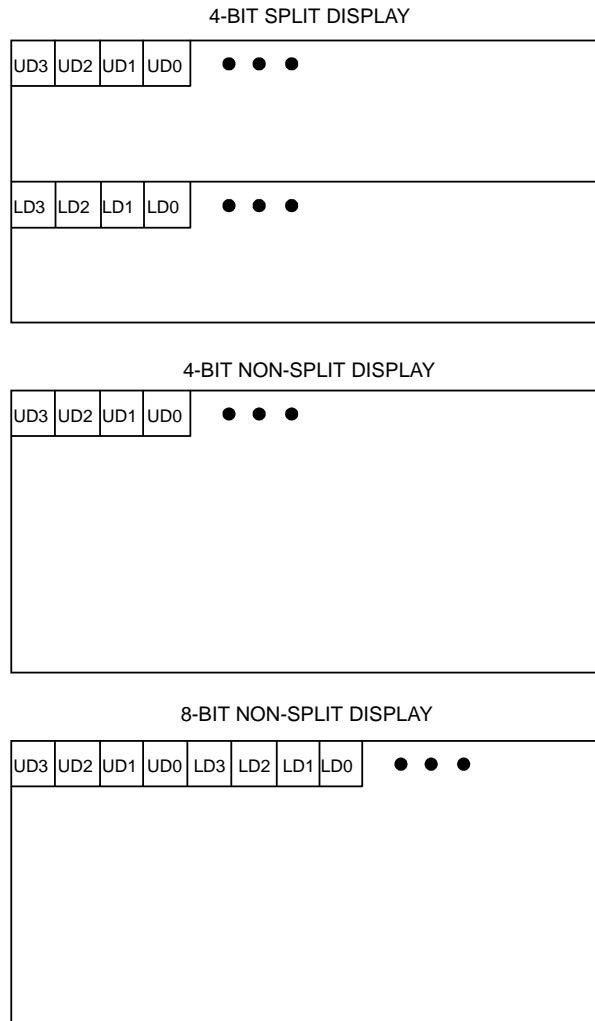 4-BIT SPLIT DISPLAY
UD3 UD2 UD1 UD0
LD3 LD2 LD1 LD0
4-BIT NON-SPLIT DISPLAY
UD3 UD2 UD1 UD0
8-BIT NON-SPLIT DISPLAY
UD3 UD2 UD1 UD0 LD3 LD2 LD1 LD0